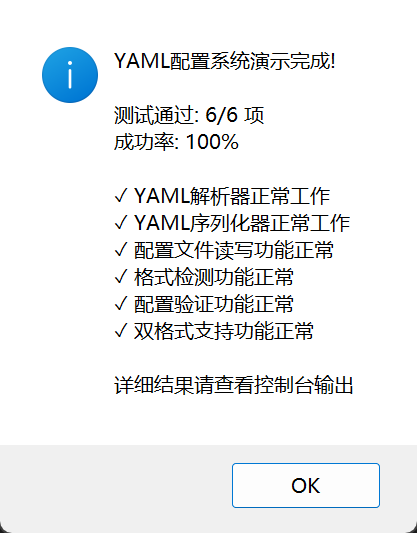 YAML配置系统演示完成!
测试通过: 6/6 项
成功率: 100%
✓ YAML解析器正常工作
✓ YAML序列化器正常工作
✓ 配置文件读写功能正常
✓ 格式检测功能正常
✓ 配置验证功能正常
✓ 双格式支持功能正常
详细结果请查看控制台输出
OK